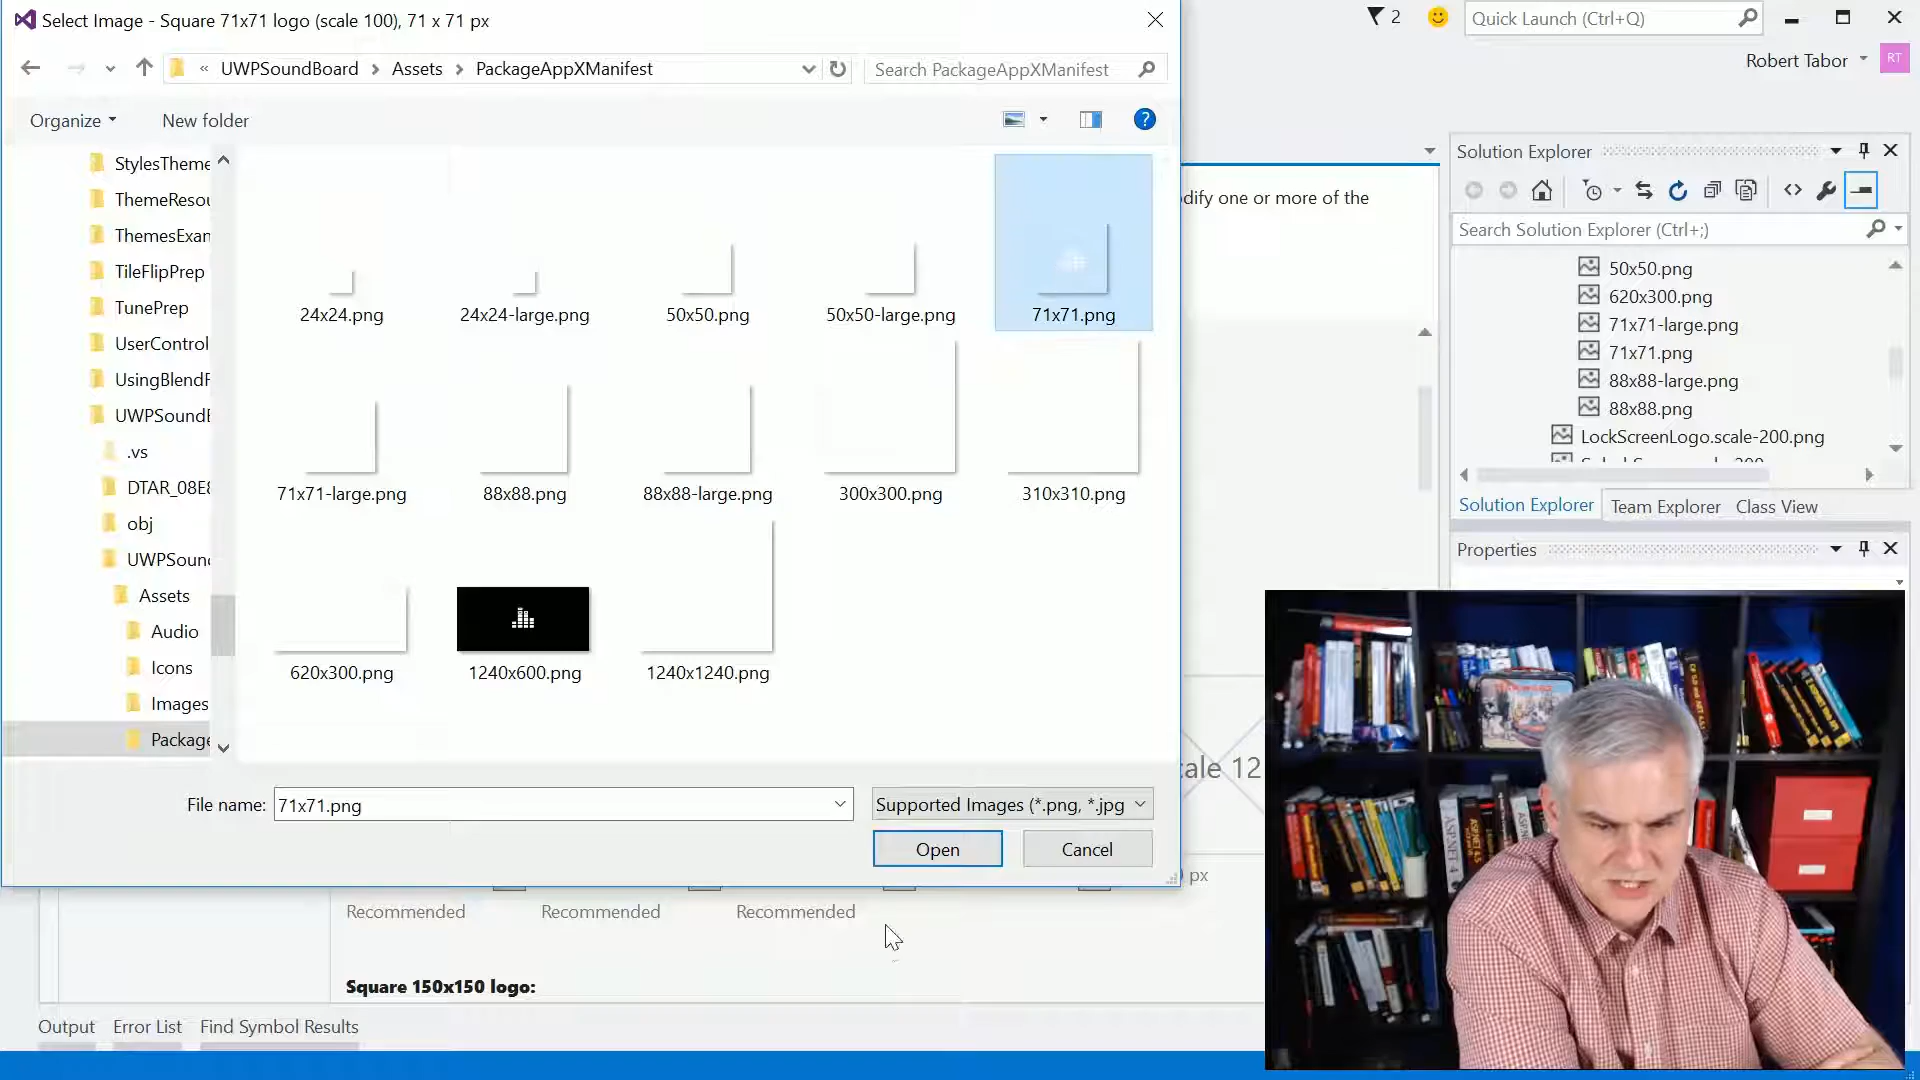 Select Image - Square 71x71 logo (scale 100), 71 x 71 px
2
Quick Launch (Ctrl+Q)
Robert Tabor
RT
« UWPSoundBoard > Assets > PackageAppXManifest
Search PackageAppXManifest
Organize
New folder
StylesTheme
ThemeResou
ThemesExan
TileFlipPrep
TunePrep
UserControl
UsingBlendF
UWPSoundB
.vs
DTAR_08E8
obj
UWPSoun
Assets
Audio
Icons
Images
Package
24x24.png
24x24-large.png
50x50.png
50x50-large.png
71x71.png
71x71-large.png
88x88.png
88x88-large.png
300x300.png
310x310.png
620x300.png
1240x600.png
1240x1240.png
File name:
71x71.png
Supported Images (*.png, *.jpg
Open
Cancel
dify one or more of the
cale 12
px
Recommended
Recommended
Recommended
Square 150x150 logo:
Output
Error List
Find Symbol Results
Solution Explorer
Search Solution Explorer (Ctrl+;)
50x50.png
620x300.png
71x71-large.png
71x71.png
88x88-large.png
88x88.png
LockScreenLogo.scale-200.png
Solution Explorer
Team Explorer
Class View
Properties